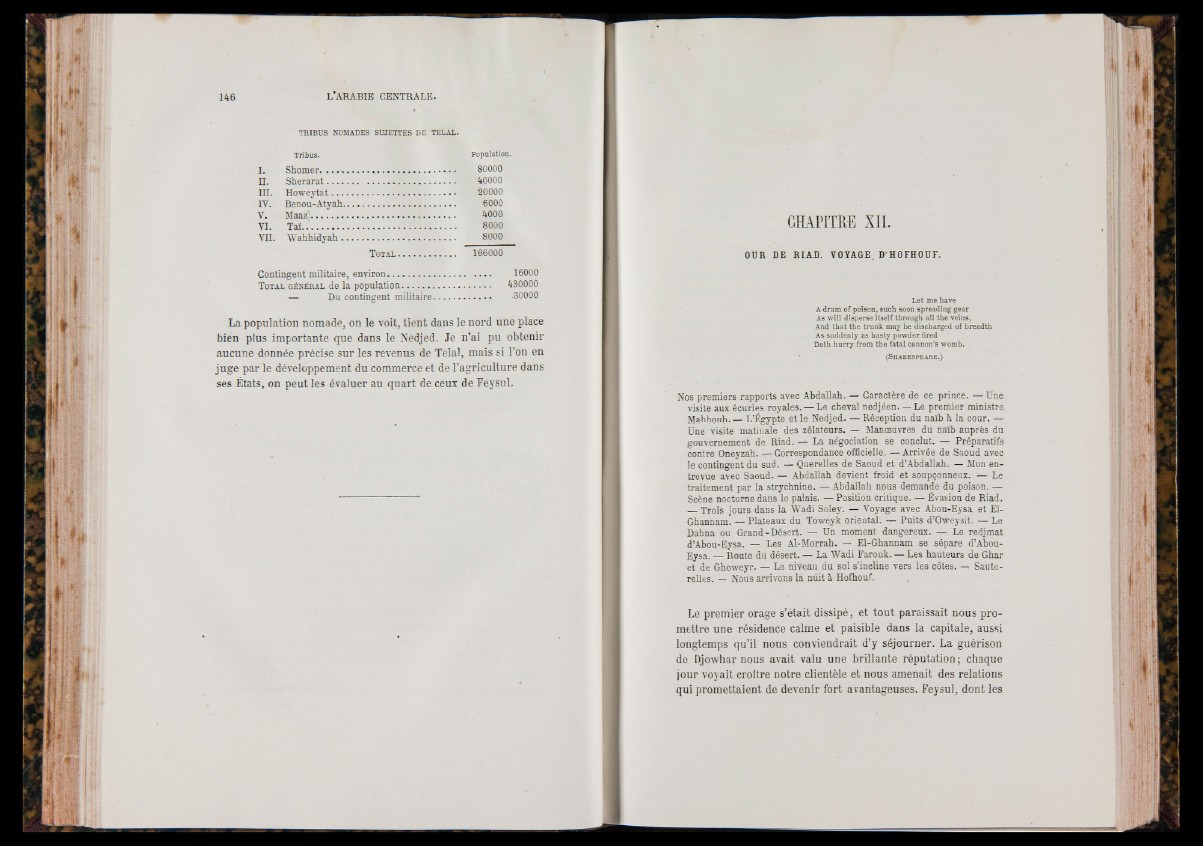 146 L'ARABIE CENTRALE.
TRIBUS NOMADES SUJETTES DE TELAL.
Tribus. Population.
I. Shomer........................... 80000
II. Sherarat....... ................... 40000
III. Howeytat.......................... 20000
IV. Benou-Atyah....................... 6000
V. Maaz].............................. 4000
VI. Taï................................ 8000
VII. Wahhidyah........................ 8000
TOTAL............ 166000
Contingent militaire, environ................ .... 16000
TOTAL GÉNÉRAL de la population.................. 430000
— Du contingent militaire............ 30000
La population nomade, on le voit, tient dans le nord une place
bien plus importante que dans le Nedjed. Je n'ai pu obtenir
aucune donnée précise sur les revenus de Telal, mais si l'on en
juge par le développement du commerce et de l'agriculture dans
ses États, on peut les évaluer au quart de ceux de Feysul.
CHAPITRE XII.
OUR DE RIAD. VOYAGE D'HOFHOUF.
Let me have
A dram of poison, such soon spreading gear
As will disperse itself through all the veins,
And that the trunk may be discharged of breadth
As suddenly as hasty powder fired
Doth hurry from the fatal cannon's womb.
(SHAKESPEARE.)
Nos premiers rapports avec Abdallah. — Caractère de ce prince. — Une
visite aux écuries royales. — Le cheval nedjéen. — Le premier ministre
Mahboub. — L'Égypte et le Nedjed. — Réception du naïb à la cour. —
Une visite matinale des zélateurs. — Manœuvres du naïb auprès du
gouvernement de Riad. — La négociation se conclut. — Préparatifs
contre Oneyzah. — Correspondance officielle. — Arrivée de Saoud avec
le contingent du sud. — Querelles de Saoud et d'Abdallah. — Mon en-
trevue avec Saoud. — Abdallah devient froid et soupçonneux. — Le
traitement par la strychnine. — Abdallah nous demande du poison. —
Scène nocturne dans le palais. — Position critique. — Évasion de Riad.
— Trois jours dans la Wadi Soley. — Voyage avec Abou-Eysa et El-
Ghannam. — Plateaux du Toweyk oriental. — Puits d'Oweysit. — Le
Dahna ou Grand-Désert. — Un moment dangereux. — Le redjmat
d'Abou-Eysa. — Les Al-Morrah. — El-Ghannam se sépare d'Abou-
Eysa. — Route du désert. — La Wadi Farouk. — Les hauteurs de Ghar
et de Ghoweyr. — Le niveau du sol s'incline vers les côtes. — Saute-
relles. — Nous arrivons la nuit à Hofhouf.
Le premier orage s'était dissipé, et tout paraissait nous pro-
mettre une résidence calme et paisible dans la capitale, aussi
longtemps qu'il nous conviendrait d'y séjourner. La guérison
de Djowhar nous avait valu une brillante réputation; chaque
jour voyait croître notre clientèle et nous amenait des relations
qui promettaient de devenir fort avantageuses. Feysul, dont les